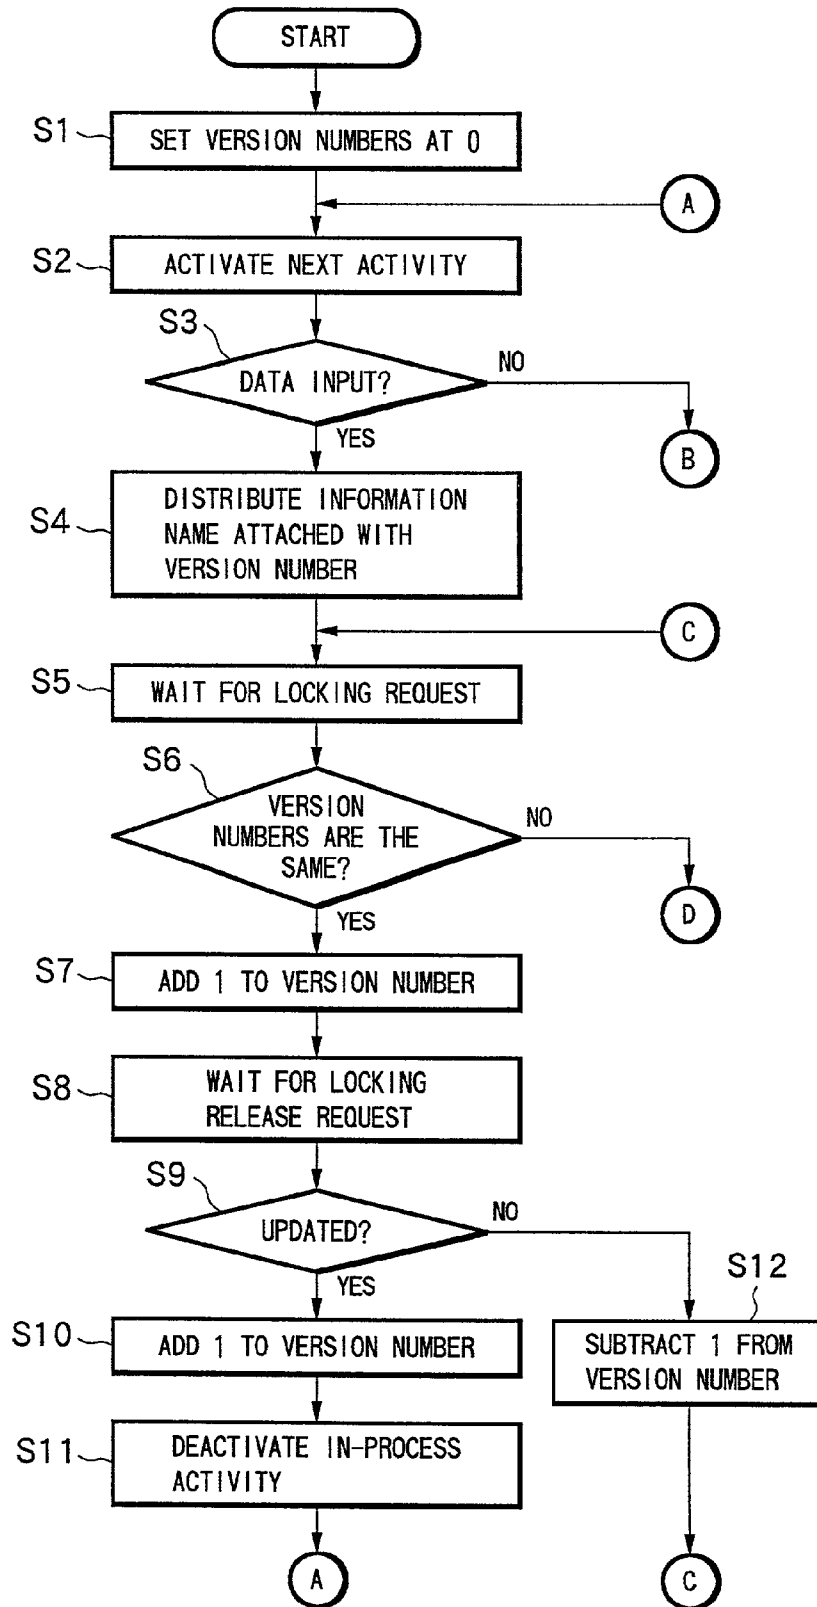 START
S1
SET VERSION NUMBERS AT 0
A
S2
ACTIVATE NEXT ACTIVITY
S3
DATA INPUT?
NO
YES
B
S4
DISTRIBUTE INFORMATION
NAME ATTACHED WITH
VERSION NUMBER
C
S5
WAIT FOR LOCKING REQUEST
S6
VERSION
NUMBERS ARE THE
SAME?
NO
YES
D
S7
ADD 1 TO VERSION NUMBER
S8
WAIT FOR LOCKING
RELEASE REQUEST
S9
UPDATED?
NO
YES
S12
S10
ADD 1 TO VERSION NUMBER
SUBTRACT 1 FROM
VERSION NUMBER
S11
DEACTIVATE IN-PROCESS
ACTIVITY
A
C